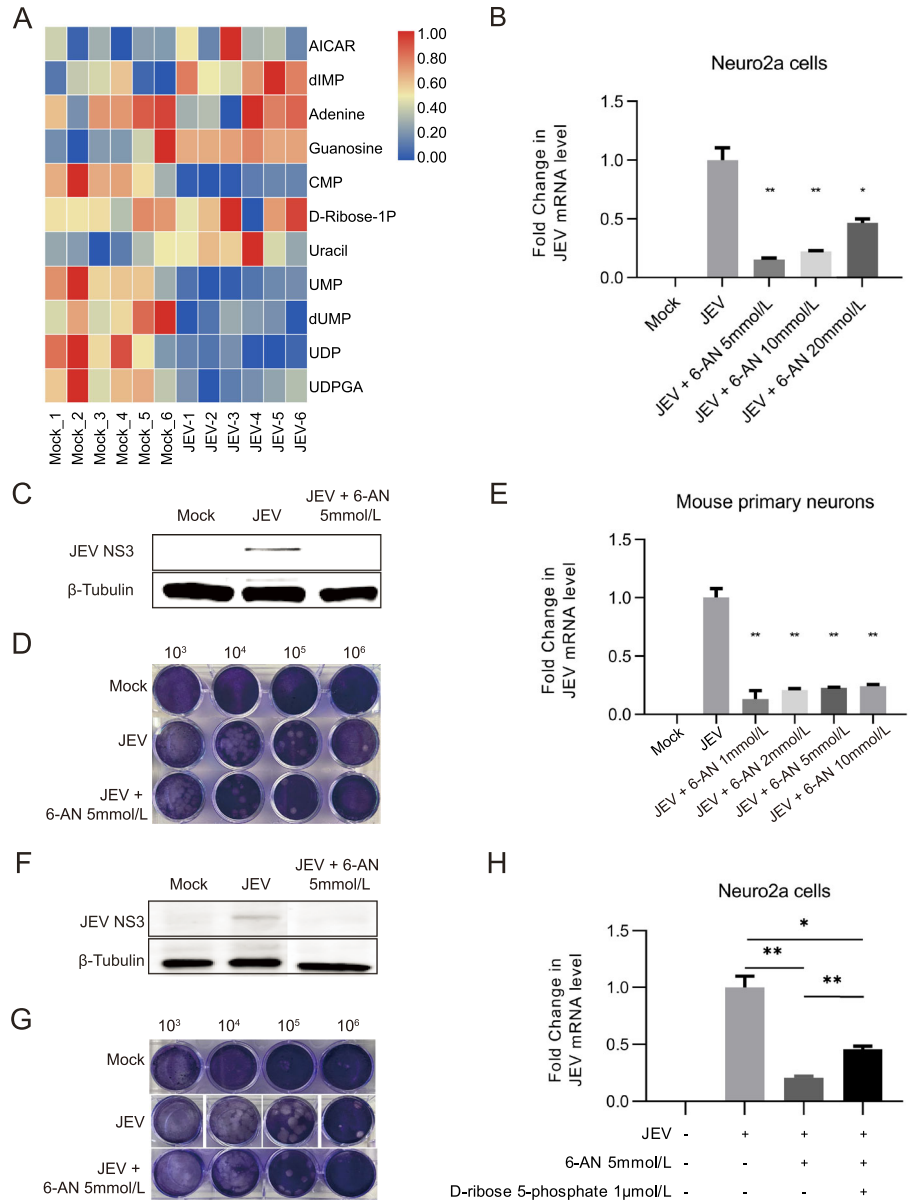 A
AICAR
dIMP
Adenine
Guanosine
CMP
D-Ribose-1P
Uracil
UMP
dUMP
UDP
UDPGA
1.00
0.80
0.60
0.40
0.20
0.00
Mock_1
Mock_2
Mock_3
Mock_4
Mock_5
Mock_6
JEV-1
JEV-2
JEV-3
JEV-4
JEV-5
JEV-6
B
Neuro2a cells
Fold Change in
JEV mRNA level
1.5
1.0
0.5
0.0
** ** *
Mock
JEV
JEV + 6-AN 5mmol/L
JEV + 6-AN 10mmol/L
JEV + 6-AN 20mmol/L
C
Mock JEV JEV + 6-AN
5mmol/L
JEV NS3
β-Tubulin
D
10³ 10⁴ 10⁵ 10⁶
Mock
JEV
JEV +
6-AN 5mmol/L
E
Mouse primary neurons
Fold Change in
JEV mRNA level
1.5
1.0
0.5
0.0
** ** ** **
Mock
JEV
JEV + 6-AN 1mmol/L
JEV + 6-AN 2mmol/L
JEV + 6-AN 5mmol/L
JEV + 6-AN 10mmol/L
F
Mock JEV JEV + 6-AN
5mmol/L
JEV NS3
β-Tubulin
G
10³ 10⁴ 10⁵ 10⁶
Mock
JEV
JEV +
6-AN 5mmol/L
H
Neuro2a cells
Fold Change in
JEV mRNA level
1.5
1.0
0.5
0.0
*
**
**
JEV - + + +
6-AN 5mmol/L - - + +
D-ribose 5-phosphate 1μmol/L - - - +